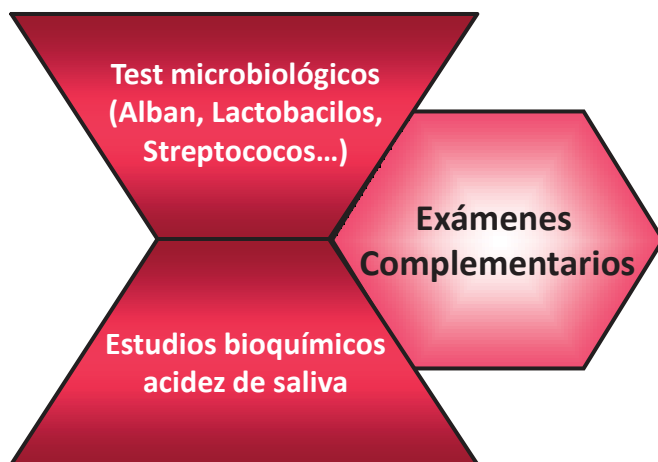 Test microbiológicos
(Alban, Lactobacilos,
Streptococos…)
Exámenes
Complementarios
Estudios bioquímicos
acidez de saliva